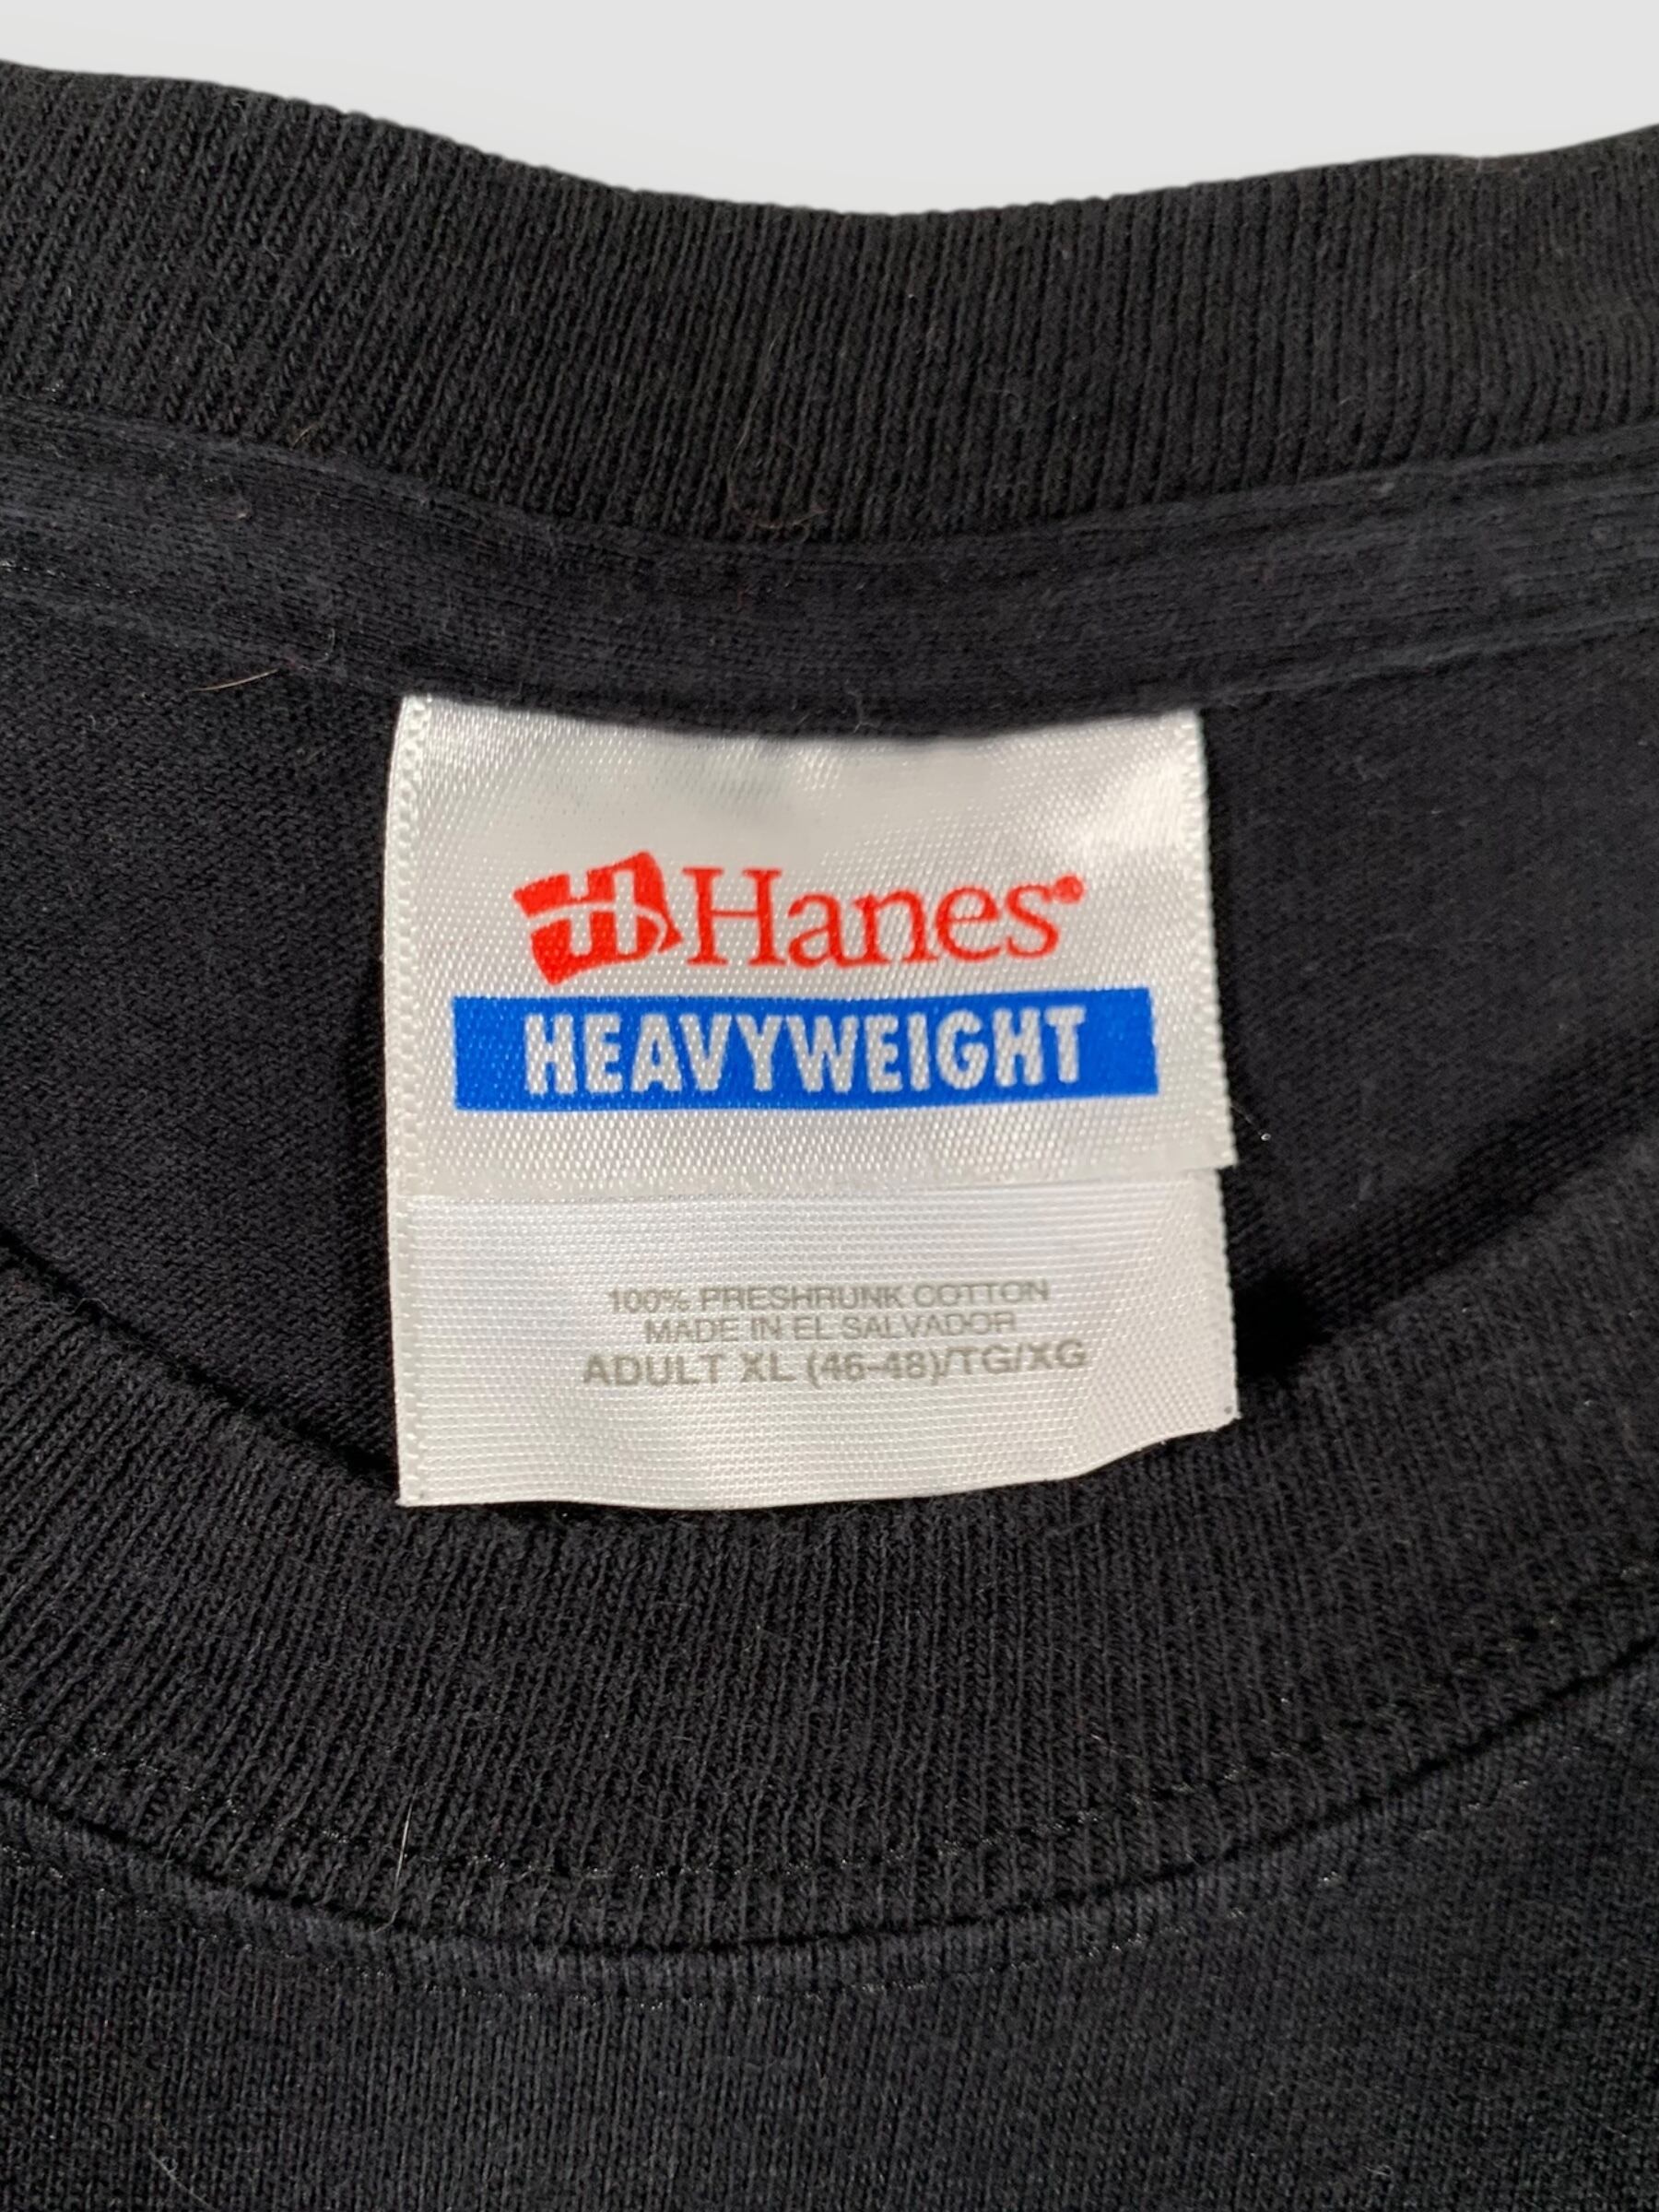 Hanes®
HEAVYWEIGHT
100% PRESHRUNK COTTON
MADE IN EL SALVADOR
ADULT XL (46-48)/TG/XG